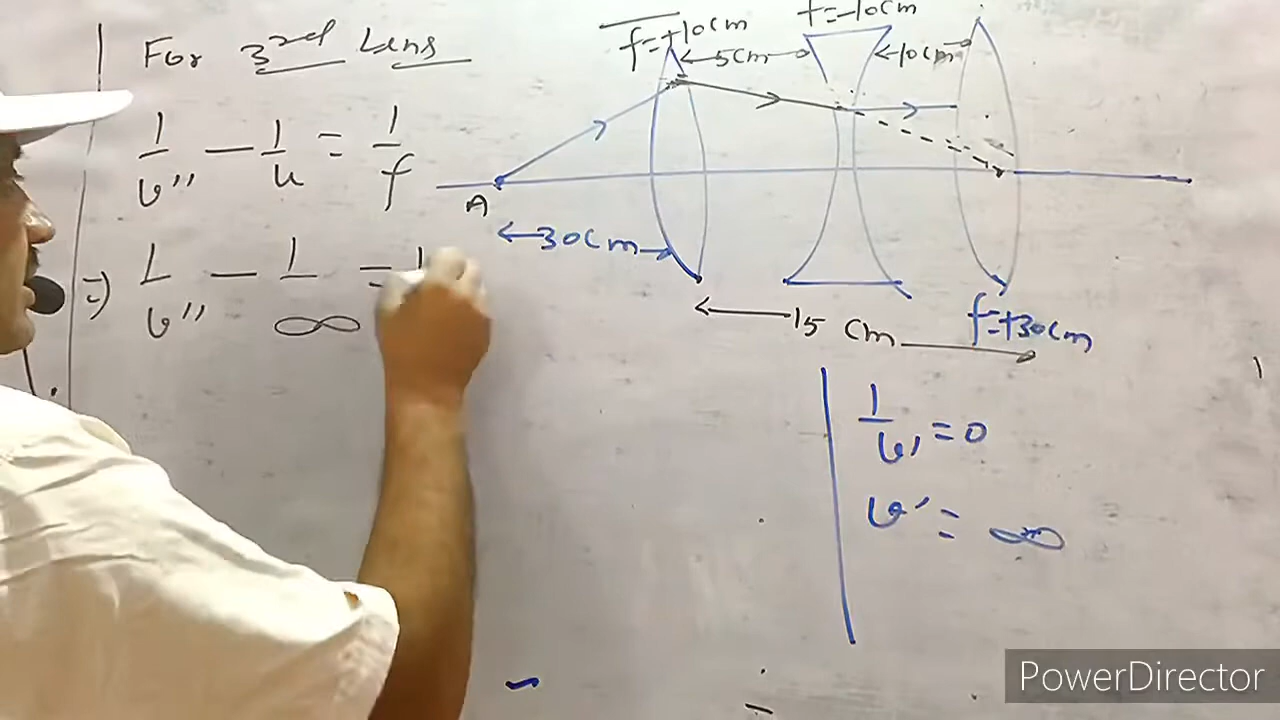 For 3rd Lens
1/v'' — 1/u = 1/f
=) 1/v'' — 1/∞ =
f=+10cm
5cm
f=-10cm
10cm
A
30cm
15 cm
f=+30cm
1/v' = 0
v' = ∞
PowerDirector